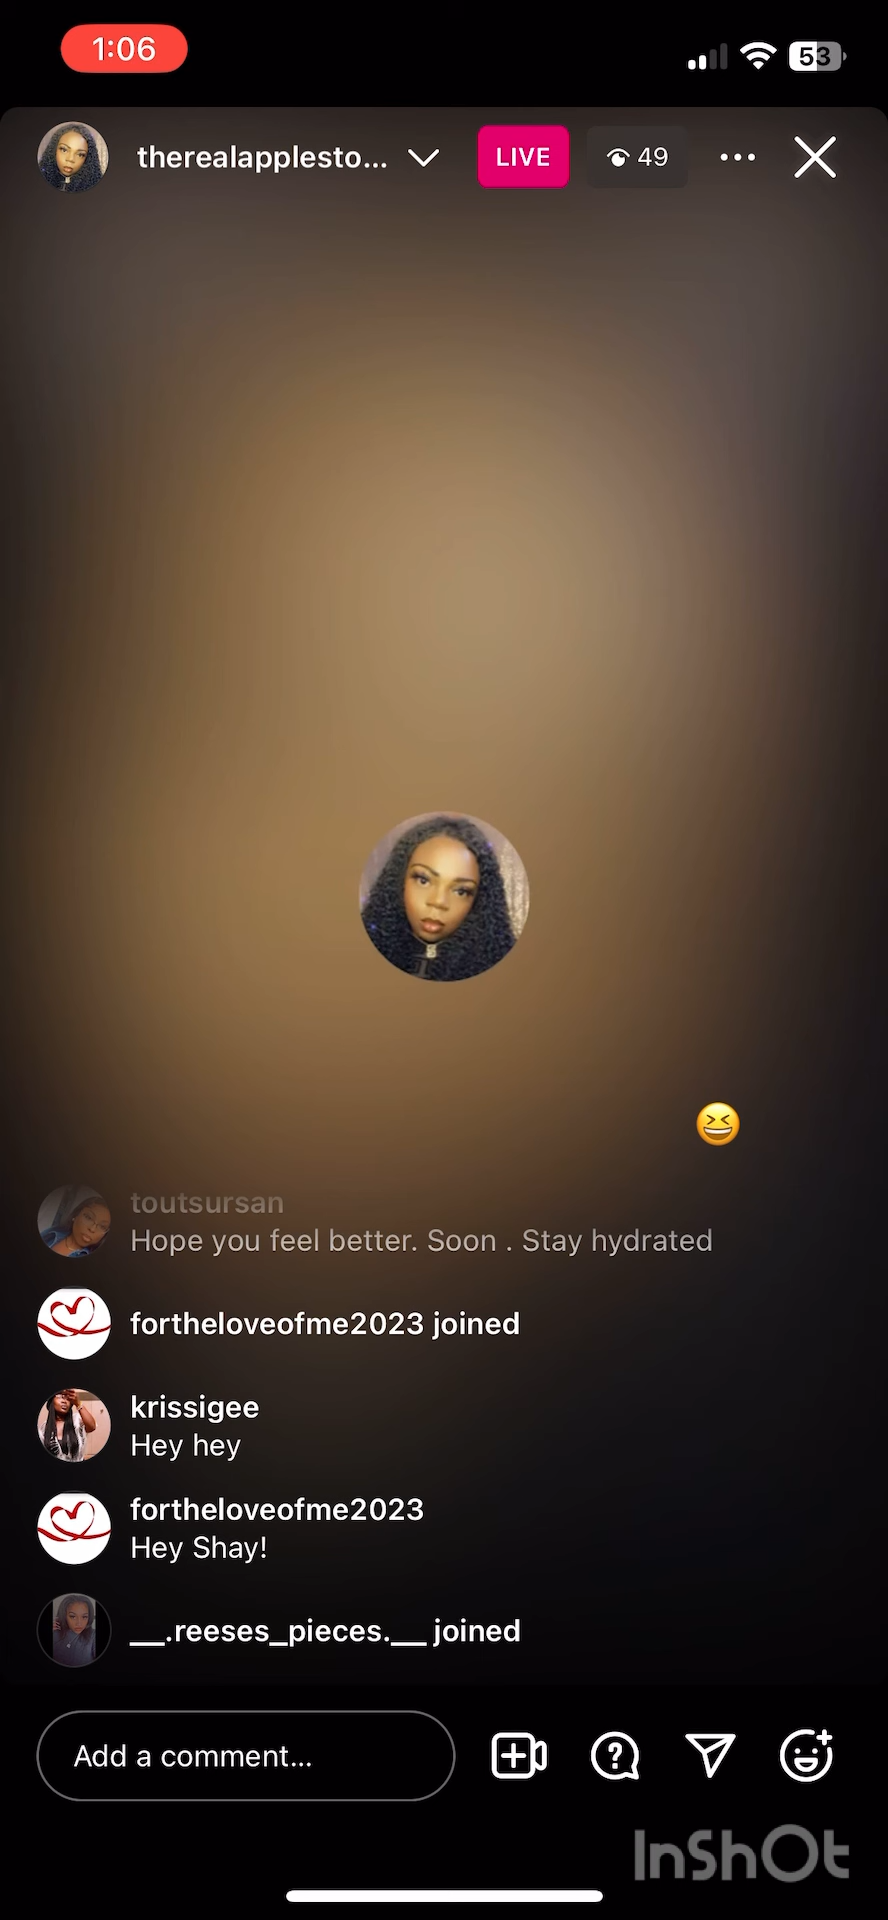 1:06
53
therealapplesto...
LIVE
49
toutsursan
Hope you feel better. Soon . Stay hydrated
fortheloveofme2023 joined
krissigee
Hey hey
fortheloveofme2023
Hey Shay!
__.reeses_pieces.__ joined
Add a comment...
InShOt